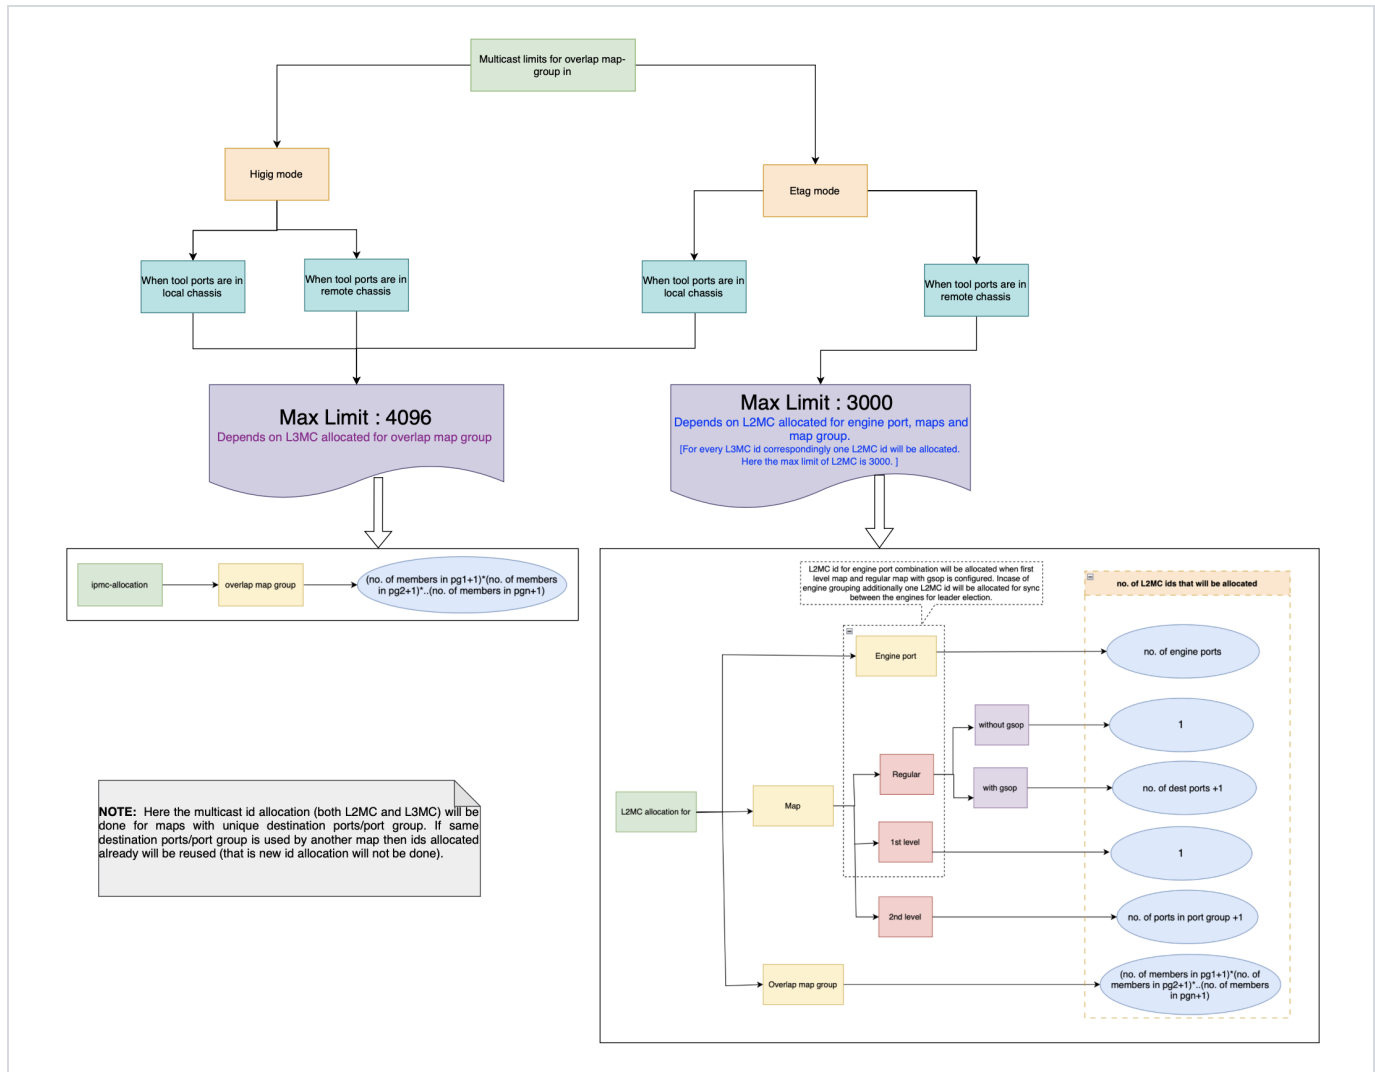 Multicast limits for overlap map-
group in
Higig mode
Etag mode
When tool ports are in
local chassis
When tool ports are in
remote chassis
When tool ports are in
local chassis
When tool ports are in
remote chassis
Max Limit : 4096
Depends on L3MC allocated for overlap map group
Max Limit : 3000
Depends on L2MC allocated for engine port, maps and
map group.
[For every L3MC id correspondingly one L2MC id will be allocated.
Here the max limit of L2MC is 3000. ]
ipmc-allocation
overlap map group
(no. of members in pg1+1)*(no. of members
in pg2+1)*..(no. of members in pgn+1)
L2MC id for engine port combination will be allocated when first
level map and regular map with gsop is configured. Incase of
engine grouping additionally one L2MC id will be allocated for sync
between the engines for leader election.
no. of L2MC ids that will be allocated
Engine port
no. of engine ports
without gsop
1
Regular
with gsop
no. of dest ports +1
L2MC allocation for
Map
1st level
1
2nd level
no. of ports in port group +1
Overlap map group
(no. of members in pg1+1)*(no. of
members in pg2+1)*..(no. of members
in pgn+1)
NOTE: Here the multicast id allocation (both L2MC and L3MC) will be
done for maps with unique destination ports/port group. If same
destination ports/port group is used by another map then ids allocated
already will be reused (that is new id allocation will not be done).